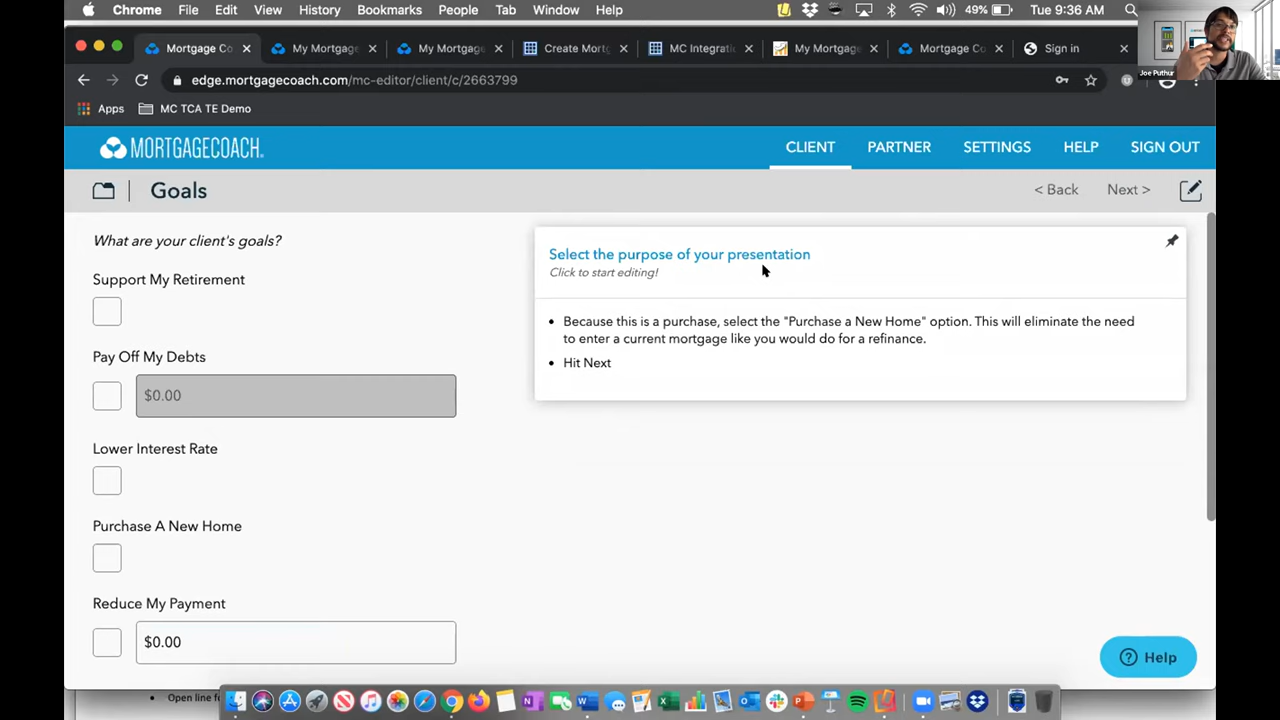 Chrome File Edit View History Bookmarks People Tab Window Help 49% Tue 9:36 AM
Mortgage Co My Mortgage My Mortgage Create Mort MC Integrati My Mortgage Mortgage Co Sign in
Joe Puthur
edge.mortgagecoach.com/mc-editor/client/c/2663799
Apps MC TCA TE Demo
MORTGAGECOACH. CLIENT PARTNER SETTINGS HELP SIGN OUT
Goals < Back Next >
What are your client's goals?
Support My Retirement
Pay Off My Debts
$0.00
Lower Interest Rate
Purchase A New Home
Reduce My Payment
$0.00
Select the purpose of your presentation
Click to start editing!
• Because this is a purchase, select the "Purchase a New Home" option. This will eliminate the need
to enter a current mortgage like you would do for a refinance.
• Hit Next
? Help
• Open line